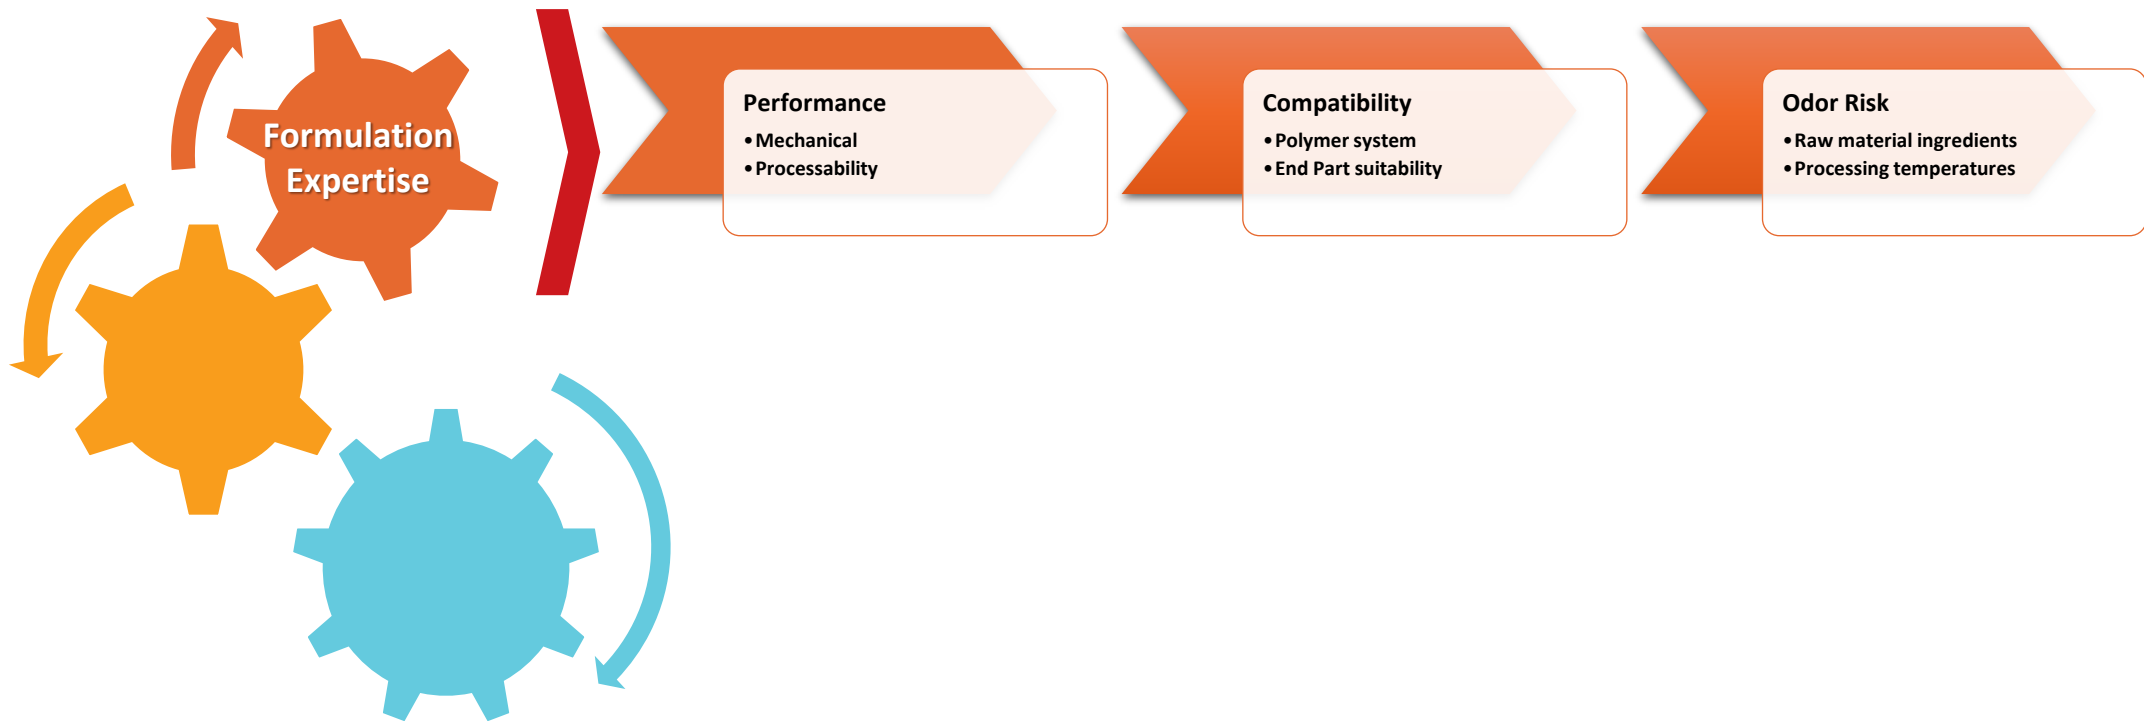 Formulation
Expertise
Performance
•Mechanical
•Processability
Compatibility
•Polymer system
•End Part suitability
Odor Risk
•Raw material ingredients
•Processing temperatures